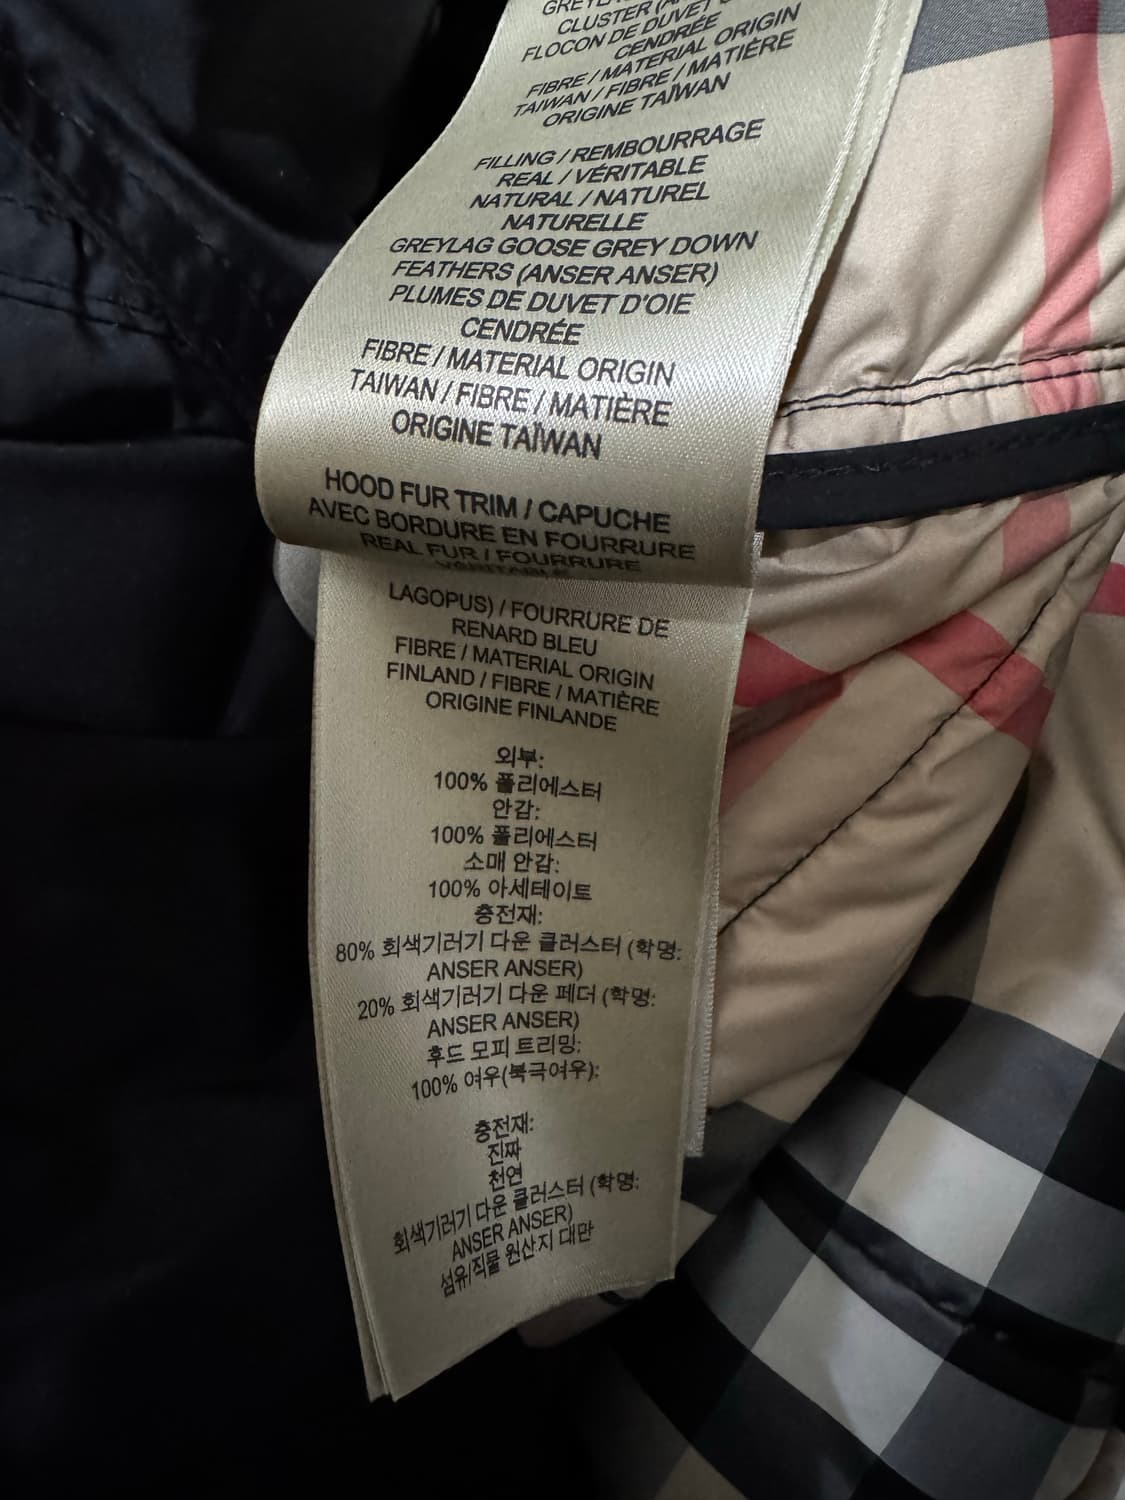 CLUSTER
FLOCON DE DUVET
CENDRÉE
FIBRE / MATERIAL ORIGIN
TAIWAN / FIBRE / MATIÈRE
ORIGINE TAÏWAN
FILLING / REMBOURRAGE
REAL / VÉRITABLE
NATURAL / NATUREL
NATURELLE
GREYLAG GOOSE GREY DOWN
FEATHERS (ANSER ANSER)
PLUMES DE DUVET D'OIE
CENDRÉE
FIBRE / MATERIAL ORIGIN
TAIWAN / FIBRE / MATIÈRE
ORIGINE TAÏWAN
HOOD FUR TRIM / CAPUCHE
AVEC BORDURE EN FOURRURE
REAL FUR / FOURRURE
VÉRITABLE
LAGOPUS) / FOURRURE DE
RENARD BLEU
FIBRE / MATERIAL ORIGIN
FINLAND / FIBRE / MATIÈRE
ORIGINE FINLANDE
외부:
100% 폴리에스터
안감:
100% 폴리에스터
소매 안감:
100% 아세테이트
충전재:
80% 회색기러기 다운 클러스터 (학명:
ANSER ANSER)
20% 회색기러기 다운 페더 (학명:
ANSER ANSER)
후드 모피 트리밍:
100% 여우(북극여우):
충전재:
진짜
천연
회색기러기 다운 클러스터 (학명:
ANSER ANSER)
섬유/직물 원산지 대만